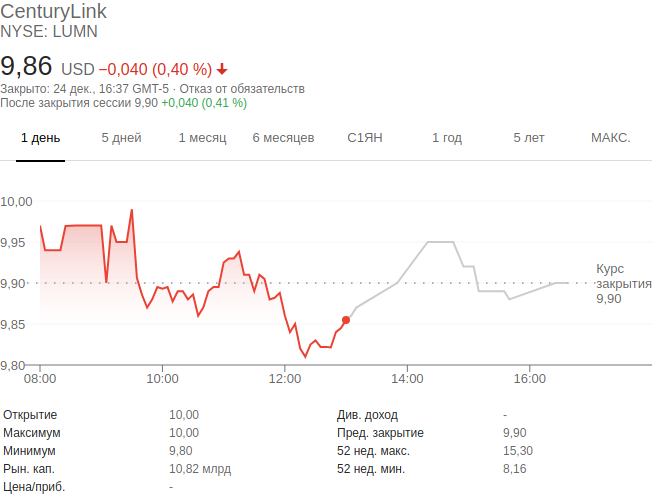 CenturyLink
NYSE: LUMN
9,86 USD −0,040 (0,40 %)
Закрыто: 24 дек., 16:37 GMT-5 · Отказ от обязательств
После закрытия сессии 9,90 +0,040 (0,41 %)
1 день 5 дней 1 месяц 6 месяцев С1ЯН 1 год 5 лет МАКС.
10,00
9,95
9,90
9,85
9,80
Курс
закрытия
9,90
08:00 10:00 12:00 14:00 16:00
Открытие 10,00 Див. доход -
Максимум 10,00 Пред. закрытие 9,90
Минимум 9,80 52 нед. макс. 15,30
Рын. кап. 10,82 млрд 52 нед. мин. 8,16
Цена/приб. -